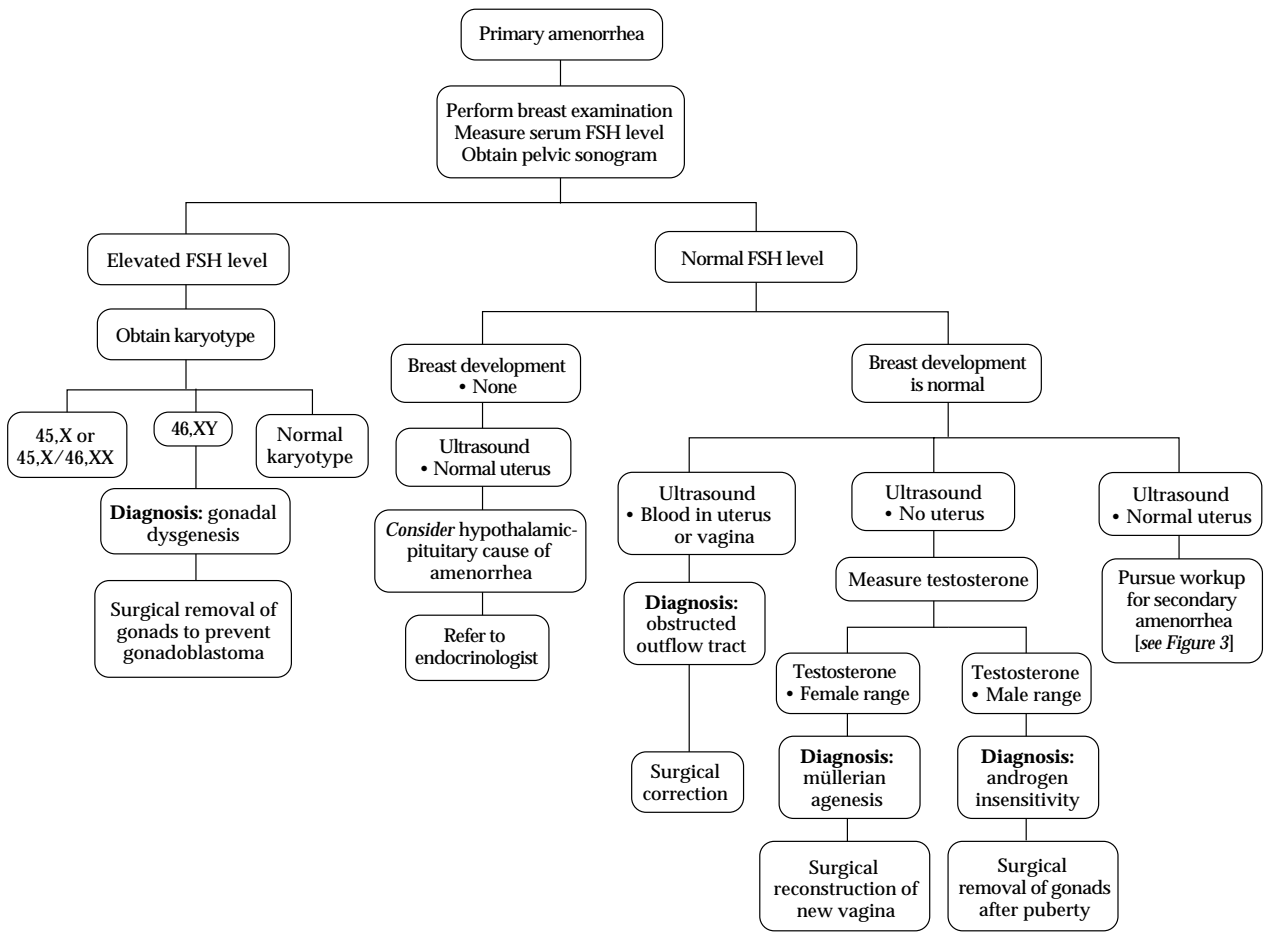 Primary amenorrhea
Perform breast examination
Measure serum FSH level
Obtain pelvic sonogram
Elevated FSH level
Normal FSH level
Obtain karyotype
Breast development
• None
Breast development
is normal
45,X or
45,X/46,XX
46,XY
Normal
karyotype
Ultrasound
• Normal uterus
Ultrasound
• Blood in uterus
or vagina
Ultrasound
• No uterus
Ultrasound
• Normal uterus
Diagnosis: gonadal
dysgenesis
Consider hypothalamic-
pituitary cause of
amenorrhea
Measure testosterone
Pursue workup
for secondary
amenorrhea
[see Figure 3]
Surgical removal of
gonads to prevent
gonadoblastoma
Refer to
endocrinologist
Diagnosis:
obstructed
outflow tract
Testosterone
• Female range
Testosterone
• Male range
Surgical
correction
Diagnosis:
müllerian
agenesis
Diagnosis:
androgen
insensitivity
Surgical
reconstruction of
new vagina
Surgical
removal of gonads
after puberty